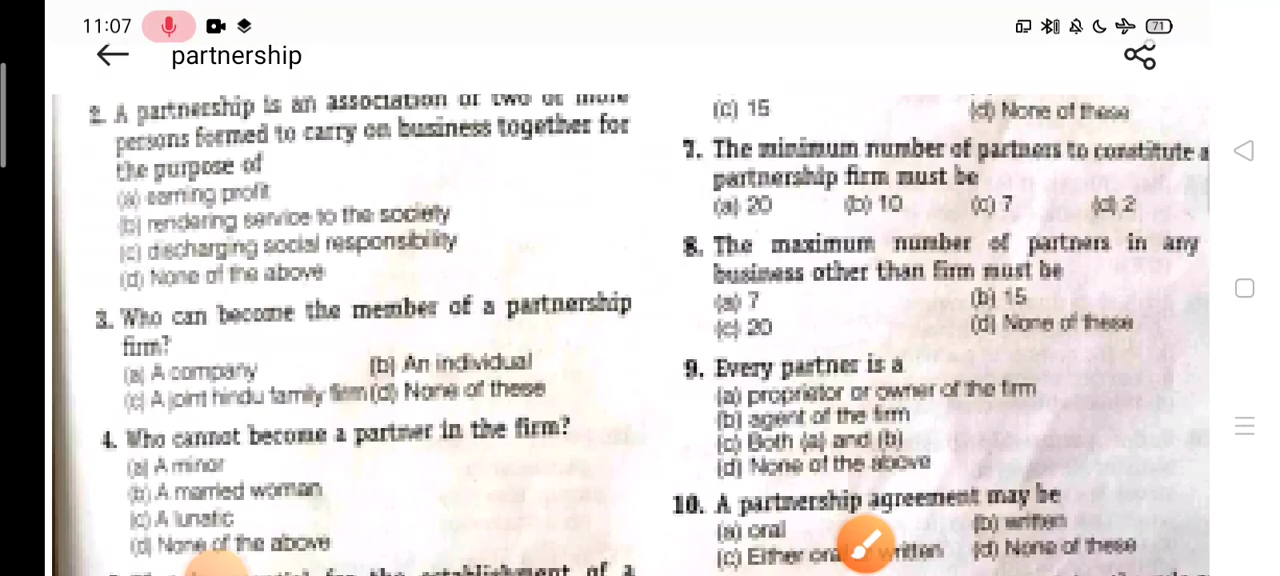 11:07
71
partnership
2. A partnership is an association of two or more
persons formed to carry on business together for
the purpose of
(a) earning profit
(b) rendering service to the society
(c) discharging social responsibility
(d) None of the above
3. Who can become the member of a partnership
firm?
(a) A company (b) An individual
(c) A joint hindu family firm (d) None of these
4. Who cannot become a partner in the firm?
(a) A minor
(b) A married woman
(c) A lunatic
(d) None of the above
for the establishment of a
(c) 15 (d) None of these
7. The minimum number of partners to constitute a
partnership firm must be
(a) 20 (b) 10 (c) 7 (d) 2
8. The maximum number of partners in any
business other than firm must be
(a) 7 (b) 15
(c) 20 (d) None of these
9. Every partner is a
(a) proprietor or owner of the firm
(b) agent of the firm
(c) Both (a) and (b)
(d) None of the above
10. A partnership agreement may be
(a) oral (b) written
(c) Either oral written (d) None of these